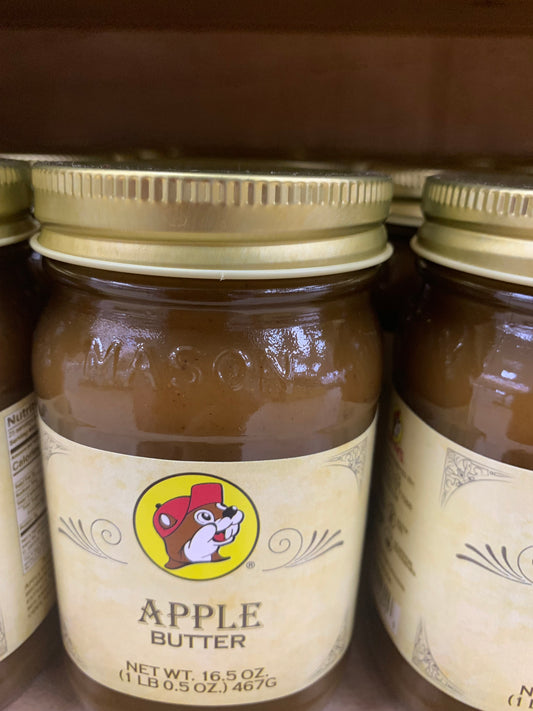 MASON
®
APPLE
BUTTER
NET WT. 16.5 OZ.
(1 LB 0.5 OZ.) 467G